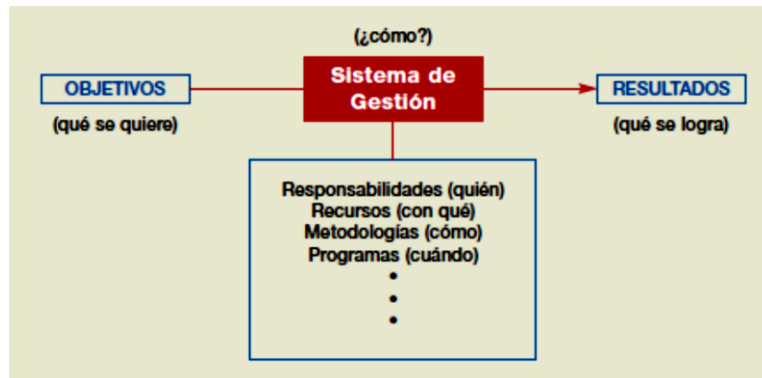 (¿cómo?)
Sistema de
Gestión
OBJETIVOS
(qué se quiere)
RESULTADOS
(qué se logra)
Responsabilidades (quién)
Recursos (con qué)
Metodologías (cómo)
Programas (cuándo)
•
•
•